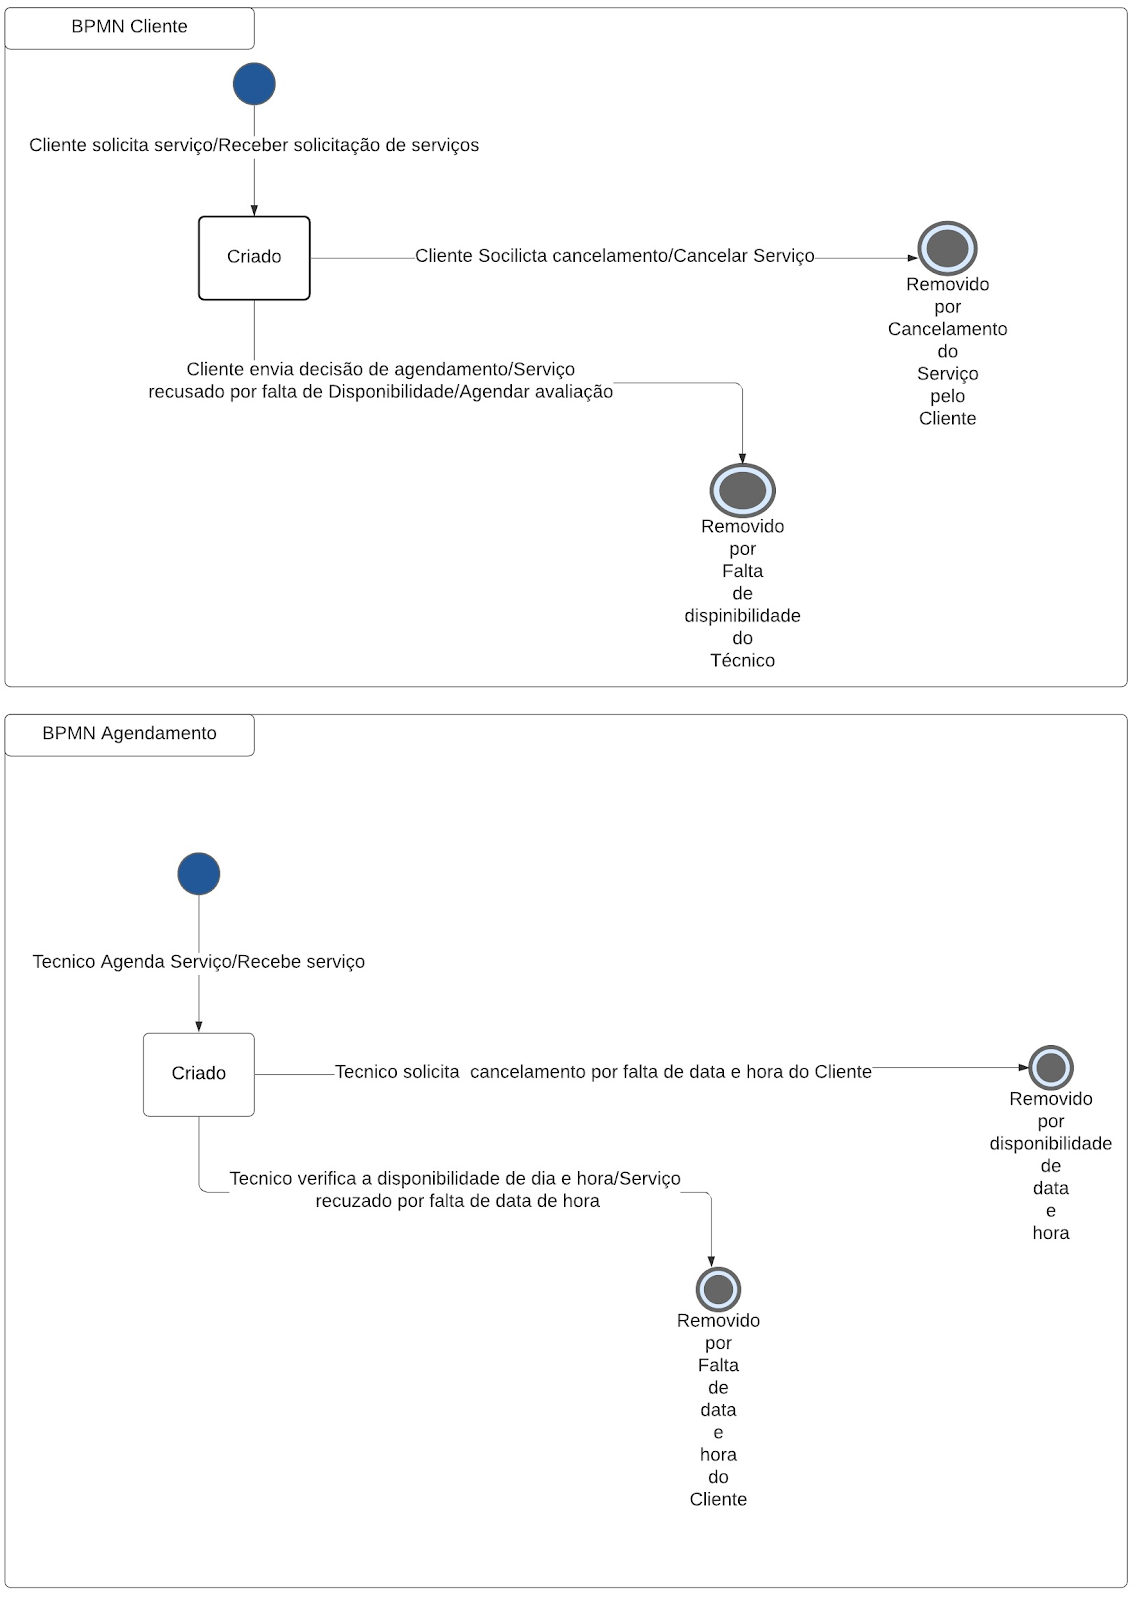 BPMN Cliente
Cliente solicita serviço/Receber solicitação de serviços
Criado
Cliente Socilicta cancelamento/Cancelar Serviço
Removido
por
Cancelamento
do
Serviço
pelo
Cliente
Cliente envia decisão de agendamento/Serviço
recusado por falta de Disponibilidade/Agendar avaliação
Removido
por
Falta
de
dispinibilidade
do
Técnico
BPMN Agendamento
Tecnico Agenda Serviço/Recebe serviço
Criado
Tecnico solicita  cancelamento por falta de data e hora do Cliente
Removido
por
disponibilidade
de
data
e
hora
Tecnico verifica a disponibilidade de dia e hora/Serviço
recuzado por falta de data de hora
Removido
por
Falta
de
data
e
hora
do
Cliente